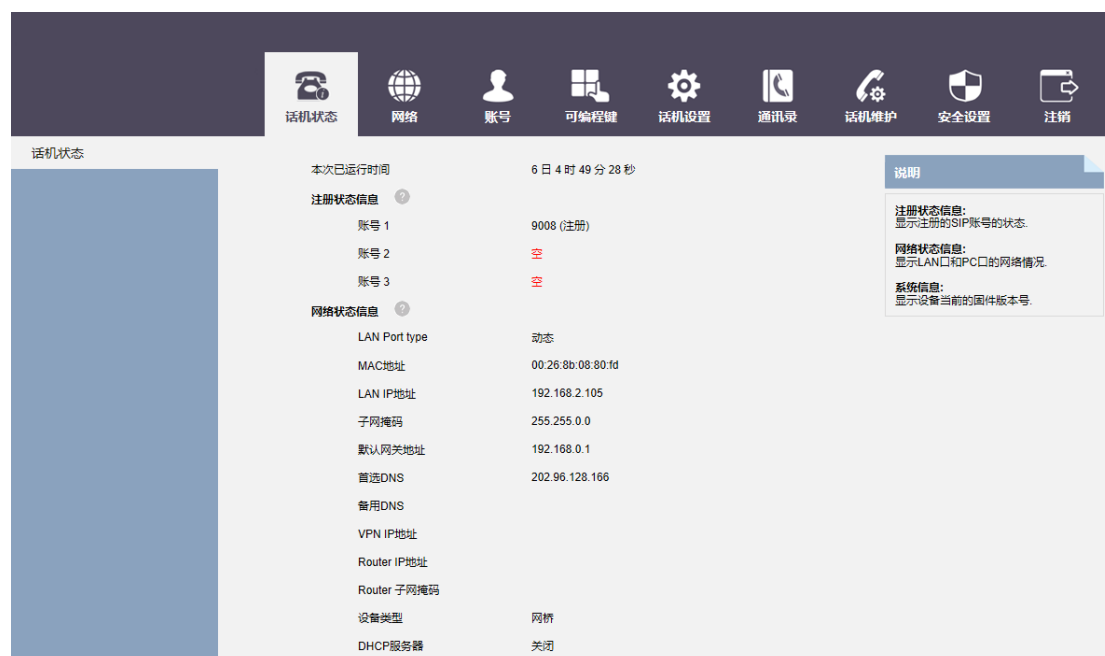 话机状态 网络 账号 可编程键 话机设置 通讯录 话机维护 安全设置 注销
话机状态
本次已运行时间 6 日 4 时 49 分 28 秒
注册状态信息 ?
账号 1 9008 (注册)
账号 2 空
账号 3 空
网络状态信息 ?
LAN Port type 动态
MAC地址 00:26:8b:08:80:fd
LAN IP地址 192.168.2.105
子网掩码 255.255.0.0
默认网关地址 192.168.0.1
首选DNS 202.96.128.166
备用DNS
VPN IP地址
Router IP地址
Router 子网掩码
设备类型 网桥
DHCP服务器 关闭
说明
注册状态信息:
显示注册的SIP账号的状态.
网络状态信息:
显示LAN口和PC口的网络情况.
系统信息:
显示设备当前的固件版本号.